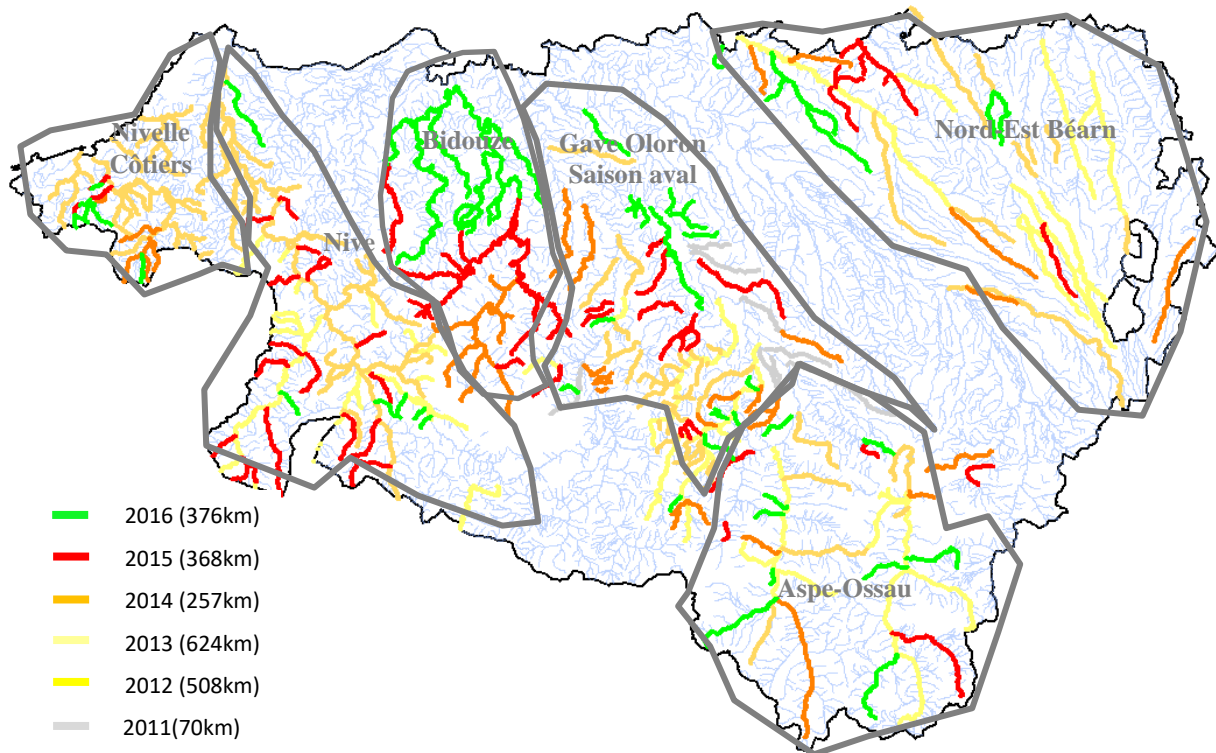 Nivelle
Côtiers
Bidouze
Gave Oloron
Saison aval
Nord-Est Béarn
Nive
Aspe-Ossau
2016 (376km)
2015 (368km)
2014 (257km)
2013 (624km)
2012 (508km)
2011(70km)